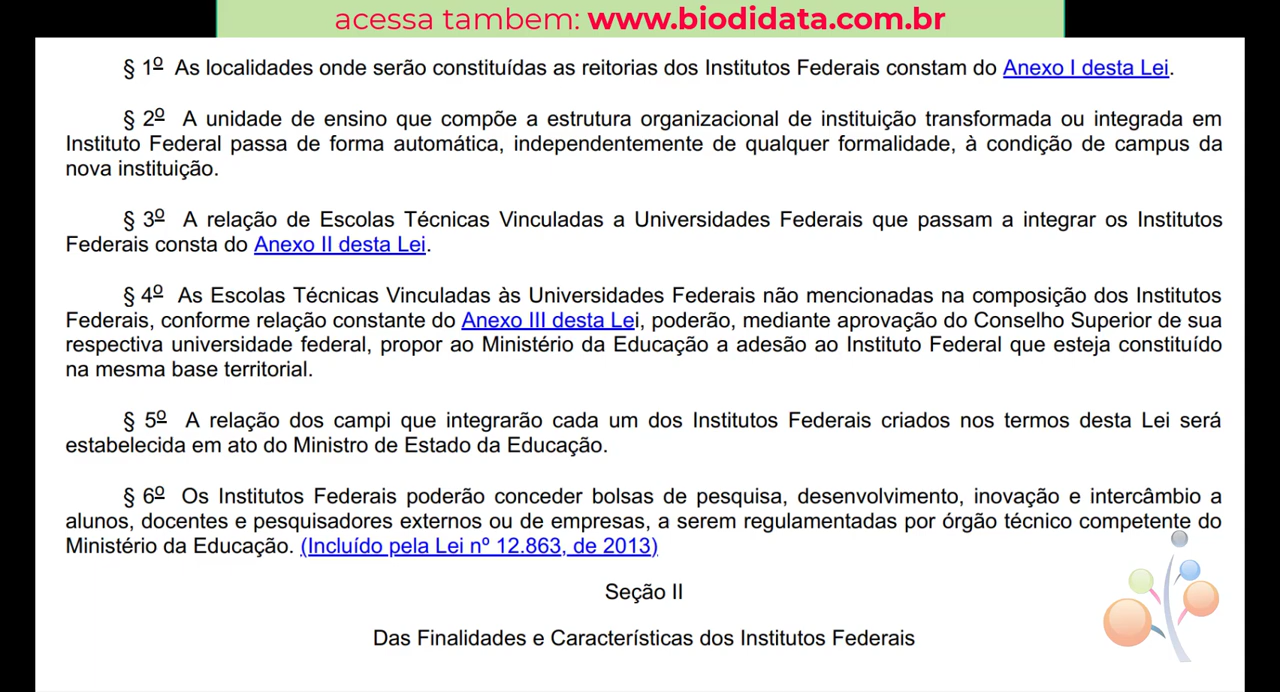 acessa tambem: www.biodidata.com.br
§ 1º As localidades onde serão constituídas as reitorias dos Institutos Federais constam do Anexo I desta Lei.
§ 2º A unidade de ensino que compõe a estrutura organizacional de instituição transformada ou integrada em
Instituto Federal passa de forma automática, independentemente de qualquer formalidade, à condição de campus da
nova instituição.
§ 3º A relação de Escolas Técnicas Vinculadas a Universidades Federais que passam a integrar os Institutos
Federais consta do Anexo II desta Lei.
§ 4º As Escolas Técnicas Vinculadas às Universidades Federais não mencionadas na composição dos Institutos
Federais, conforme relação constante do Anexo III desta Lei, poderão, mediante aprovação do Conselho Superior de sua
respectiva universidade federal, propor ao Ministério da Educação a adesão ao Instituto Federal que esteja constituído
na mesma base territorial.
§ 5º A relação dos campi que integrarão cada um dos Institutos Federais criados nos termos desta Lei será
estabelecida em ato do Ministro de Estado da Educação.
§ 6º Os Institutos Federais poderão conceder bolsas de pesquisa, desenvolvimento, inovação e intercâmbio a
alunos, docentes e pesquisadores externos ou de empresas, a serem regulamentadas por órgão técnico competente do
Ministério da Educação. (Incluído pela Lei nº 12.863, de 2013)
Seção II
Das Finalidades e Características dos Institutos Federais